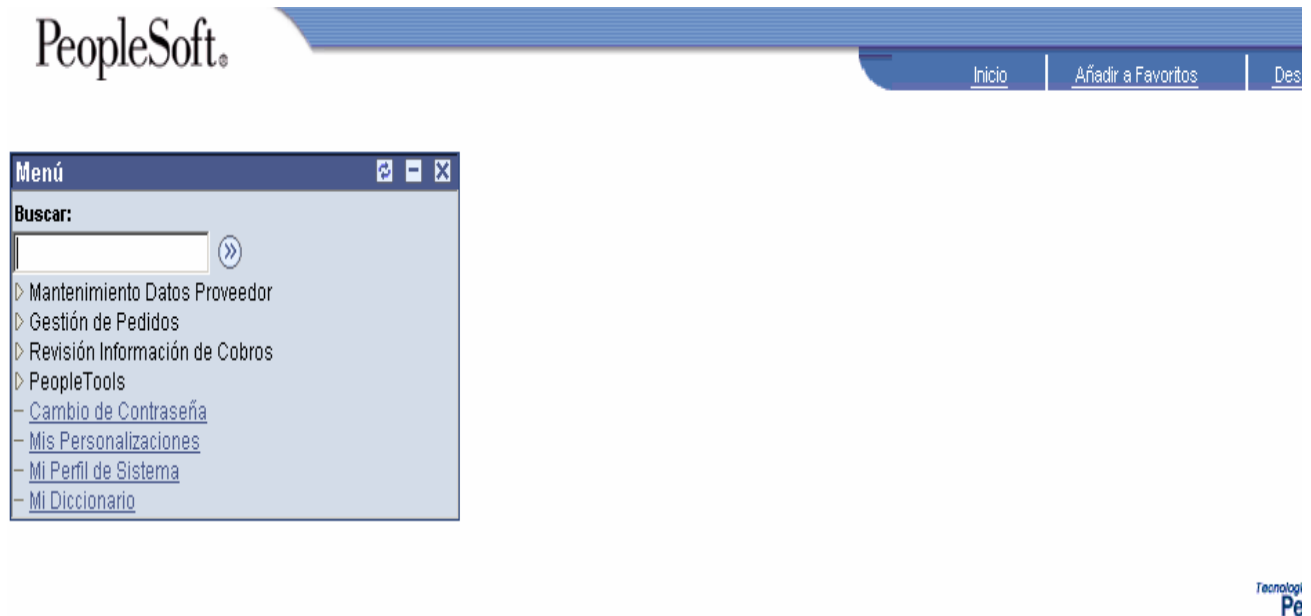 PeopleSoft®
Inicio
Añadir a Favoritos
Menú
Buscar:
Mantenimiento Datos Proveedor
Gestión de Pedidos
Revisión Información de Cobros
PeopleTools
Cambio de Contraseña
Mis Personalizaciones
Mi Perfil de Sistema
Mi Diccionario